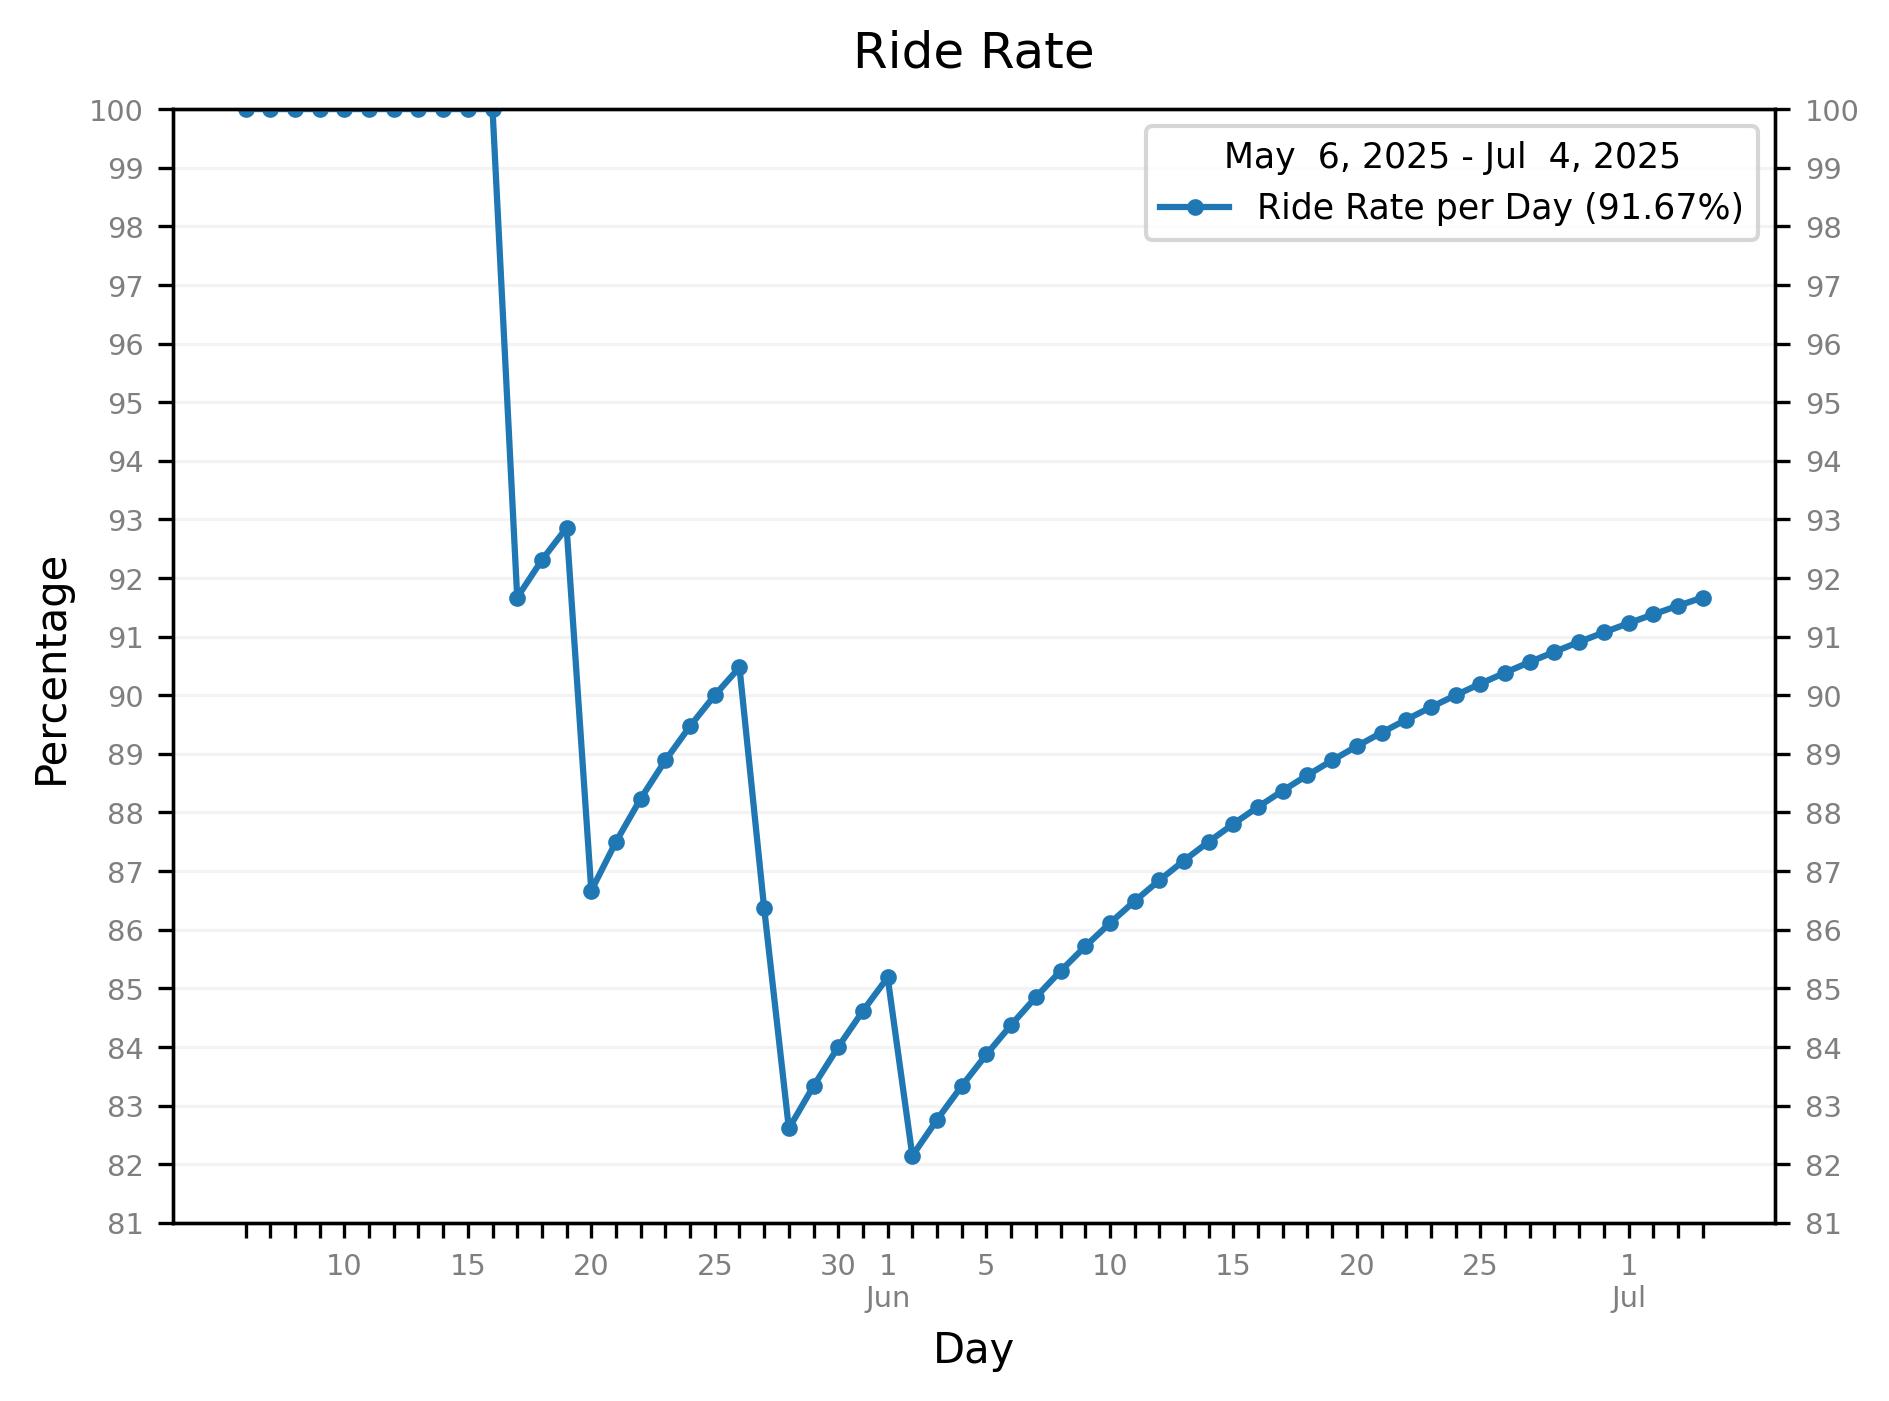 Ride Rate
May  6, 2025 - Jul  4, 2025
Ride Rate per Day (91.67%)
Percentage
100 100
99 99
98 98
97 97
96 96
95 95
94 94
93 93
92 92
91 91
90 90
89 89
88 88
87 87
86 86
85 85
84 84
83 83
82 82
81 81
10 15 20 25 30 1 5 10 15 20 25 1
Jun Jul
Day